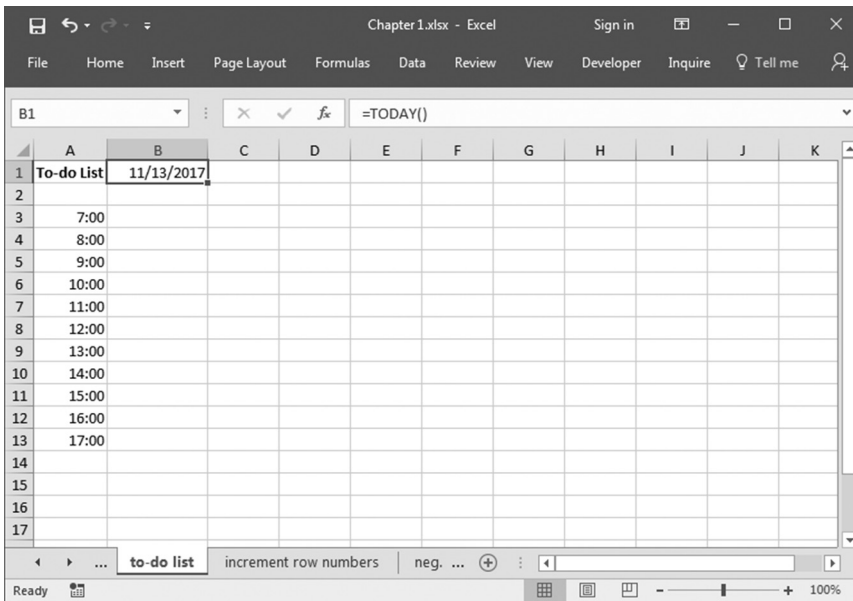 Chapter 1.xlsx - Excel Sign in
File Home Insert Page Layout Formulas Data Review View Developer Inquire Tell me
B1 fx =TODAY()
A B C D E F G H I J K
1 To-do List 11/13/2017
2
3 7:00
4 8:00
5 9:00
6 10:00
7 11:00
8 12:00
9 13:00
10 14:00
11 15:00
12 16:00
13 17:00
14
15
16
17
... to-do list increment row numbers neg. ...
Ready 100%